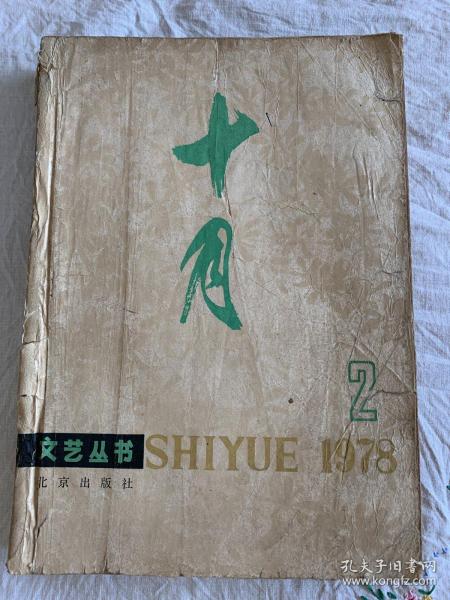 十月
2
文艺丛书 SHIYUE 1978
北京出版社
孔夫子旧书网
www.kongfz.com